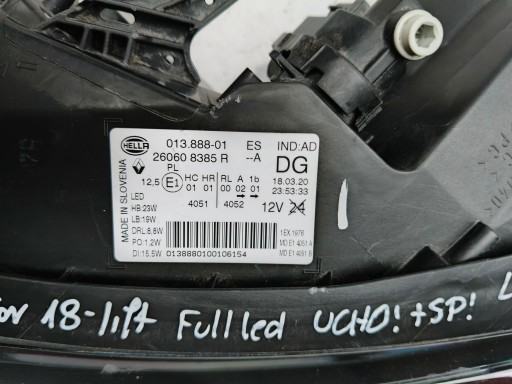 HELLA 013.888-01 ES IND:AD
26060 8385 R --A DG
PL
12,5 E1 HC HR RL A 1b 18.03.20
01 01 00 02 01 23:53:33
LED
HB:23W 4051 4052 12V 24
LB:19W
DRL:8,8W 1EX 1976
PO:1,2W MD E1 4051 A
DI:15,5W 0138880100106154 MD E1 4051 B
MADE IN SLOVENIA
18-lift Full led UCHO! + SP!